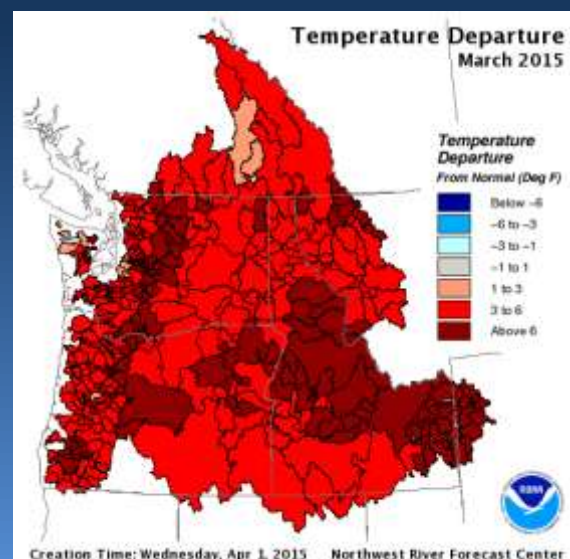 Temperature Departure
March 2015
Temperature
Departure
From Normal (Deg F)
Below -6
-6 to -3
-3 to -1
-1 to 1
1 to 3
3 to 6
Above 6
NOAA
Creation Time: Wednesday, Apr 1, 2015 Northwest River Forecast Center